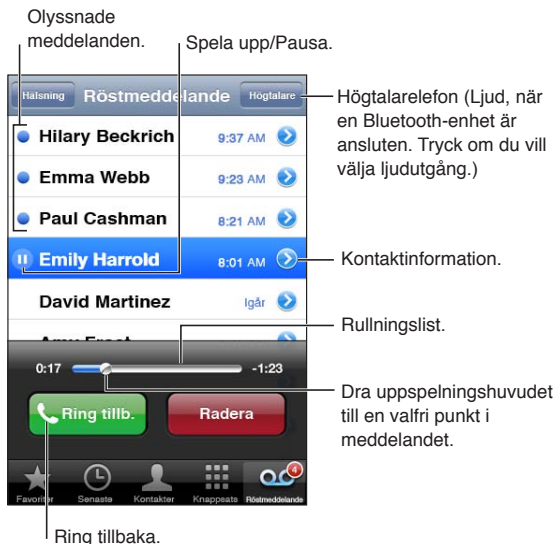 Olyssnade
meddelanden.
Spela upp/Pausa.
Hälsning Röstmeddelande Högtalare
Högtalarelefon (Ljud, när
en Bluetooth-enhet är
ansluten. Tryck om du vill
välja ljudutgång.)
Hilary Beckrich 9:37 AM
Emma Webb 9:23 AM
Paul Cashman 8:21 AM
Emily Harrold 8:01 AM
Kontaktinformation.
David Martinez Igår
Amy Frost
Rullningslist.
0:17 -1:23
Dra uppspelningshuvudet
till en valfri punkt i
meddelandet.
Ring tillb. Radera
4
Favoriter Senaste Kontakter Knappsats Röstmeddelande
Ring tillbaka.